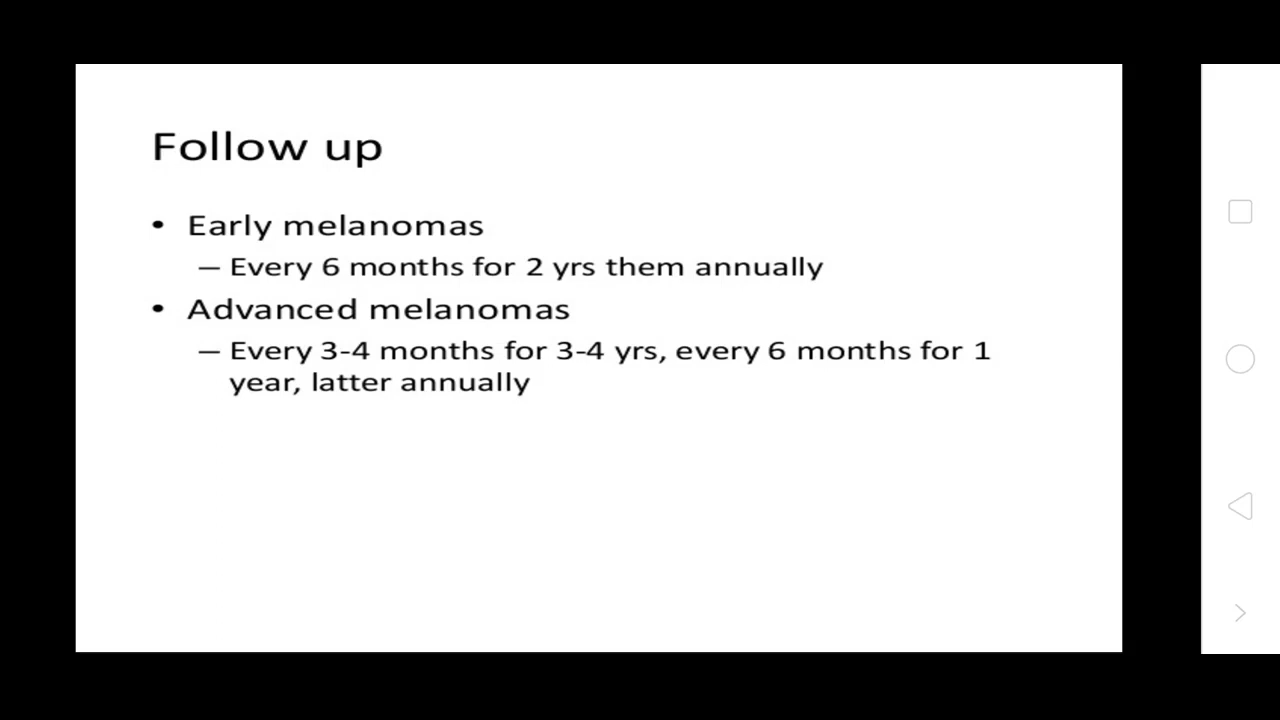 Follow up
• Early melanomas
– Every 6 months for 2 yrs them annually
• Advanced melanomas
– Every 3-4 months for 3-4 yrs, every 6 months for 1
year, latter annually